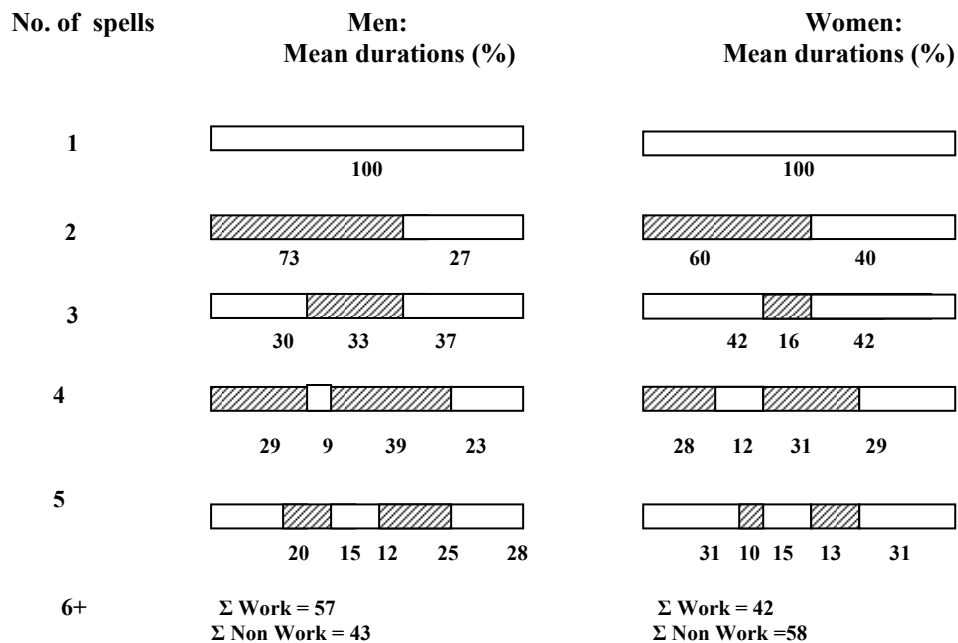 No. of spells Men: Women:
Mean durations (%) Mean durations (%)
1
100 100
2
73 27 60 40
3
30 33 37 42 16 42
4
29 9 39 23 28 12 31 29
5
20 15 12 25 28 31 10 15 13 31
6+ Σ Work = 57 Σ Work = 42
Σ Non Work = 43 Σ Non Work =58